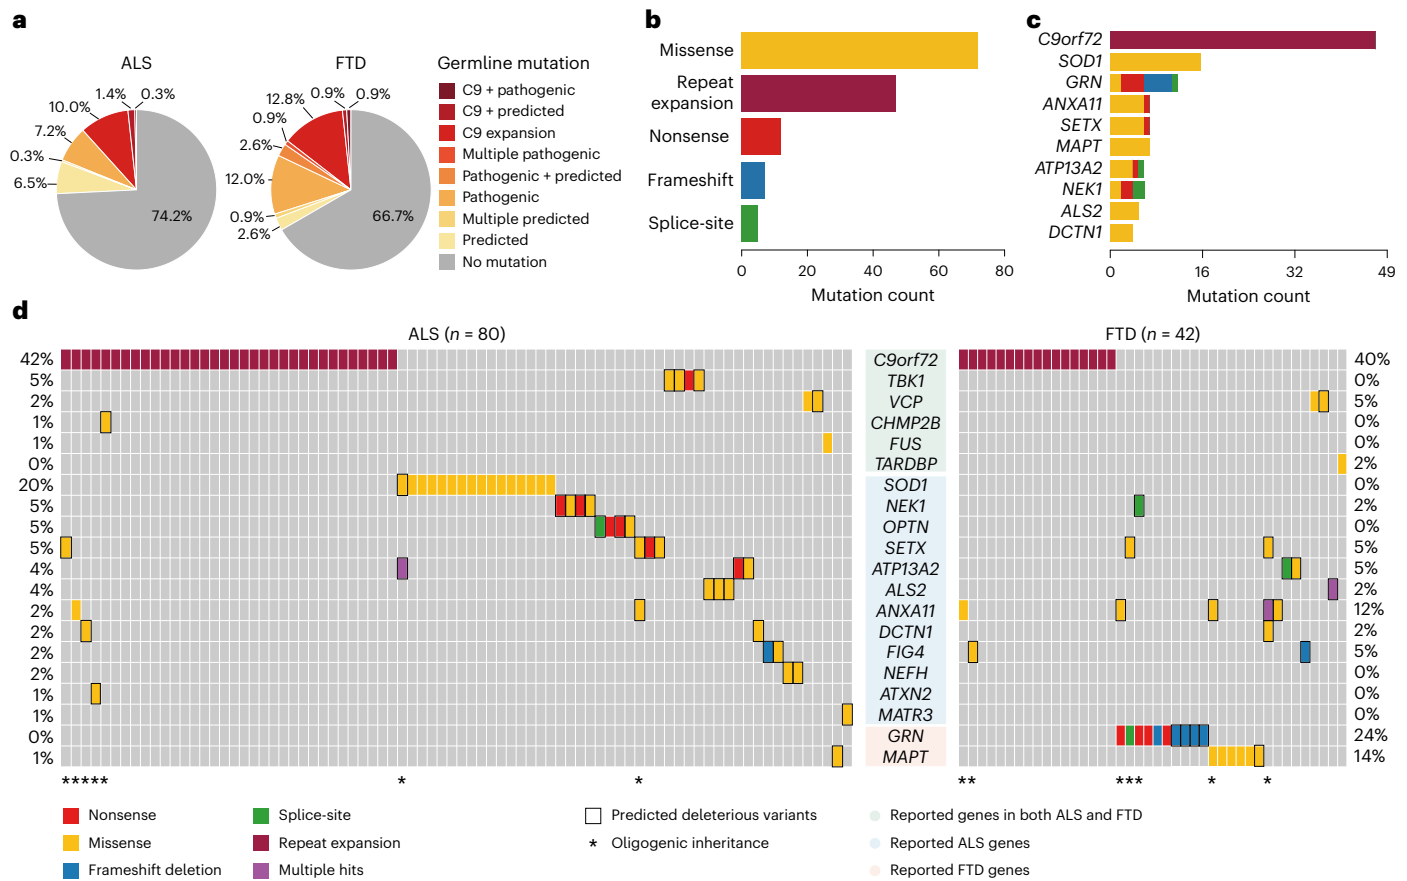 a
ALS
FTD
Germline mutation
1.4%
0.3%
10.0%
7.2%
0.3%
6.5%
74.2%
0.9%
0.9%
12.8%
0.9%
2.6%
12.0%
0.9%
2.6%
66.7%
C9 + pathogenic
C9 + predicted
C9 expansion
Multiple pathogenic
Pathogenic + predicted
Pathogenic
Multiple predicted
Predicted
No mutation
b
Missense
Repeat
expansion
Nonsense
Frameshift
Splice-site
0 20 40 60 80
Mutation count
c
C9orf72
SOD1
GRN
ANXA11
SETX
MAPT
ATP13A2
NEK1
ALS2
DCTN1
0 16 32 49
Mutation count
d
ALS (n = 80)
FTD (n = 42)
42% C9orf72 40%
5% TBK1 0%
2% VCP 5%
1% CHMP2B 0%
1% FUS 0%
0% TARDBP 2%
20% SOD1 0%
5% NEK1 2%
5% OPTN 0%
5% SETX 5%
4% ATP13A2 5%
4% ALS2 2%
2% ANXA11 12%
2% DCTN1 2%
2% FIG4 5%
2% NEFH 0%
1% ATXN2 0%
1% MATR3 0%
0% GRN 24%
1% MAPT 14%
***** * * ** *** * *
Nonsense
Missense
Frameshift deletion
Splice-site
Repeat expansion
Multiple hits
Predicted deleterious variants
* Oligogenic inheritance
Reported genes in both ALS and FTD
Reported ALS genes
Reported FTD genes